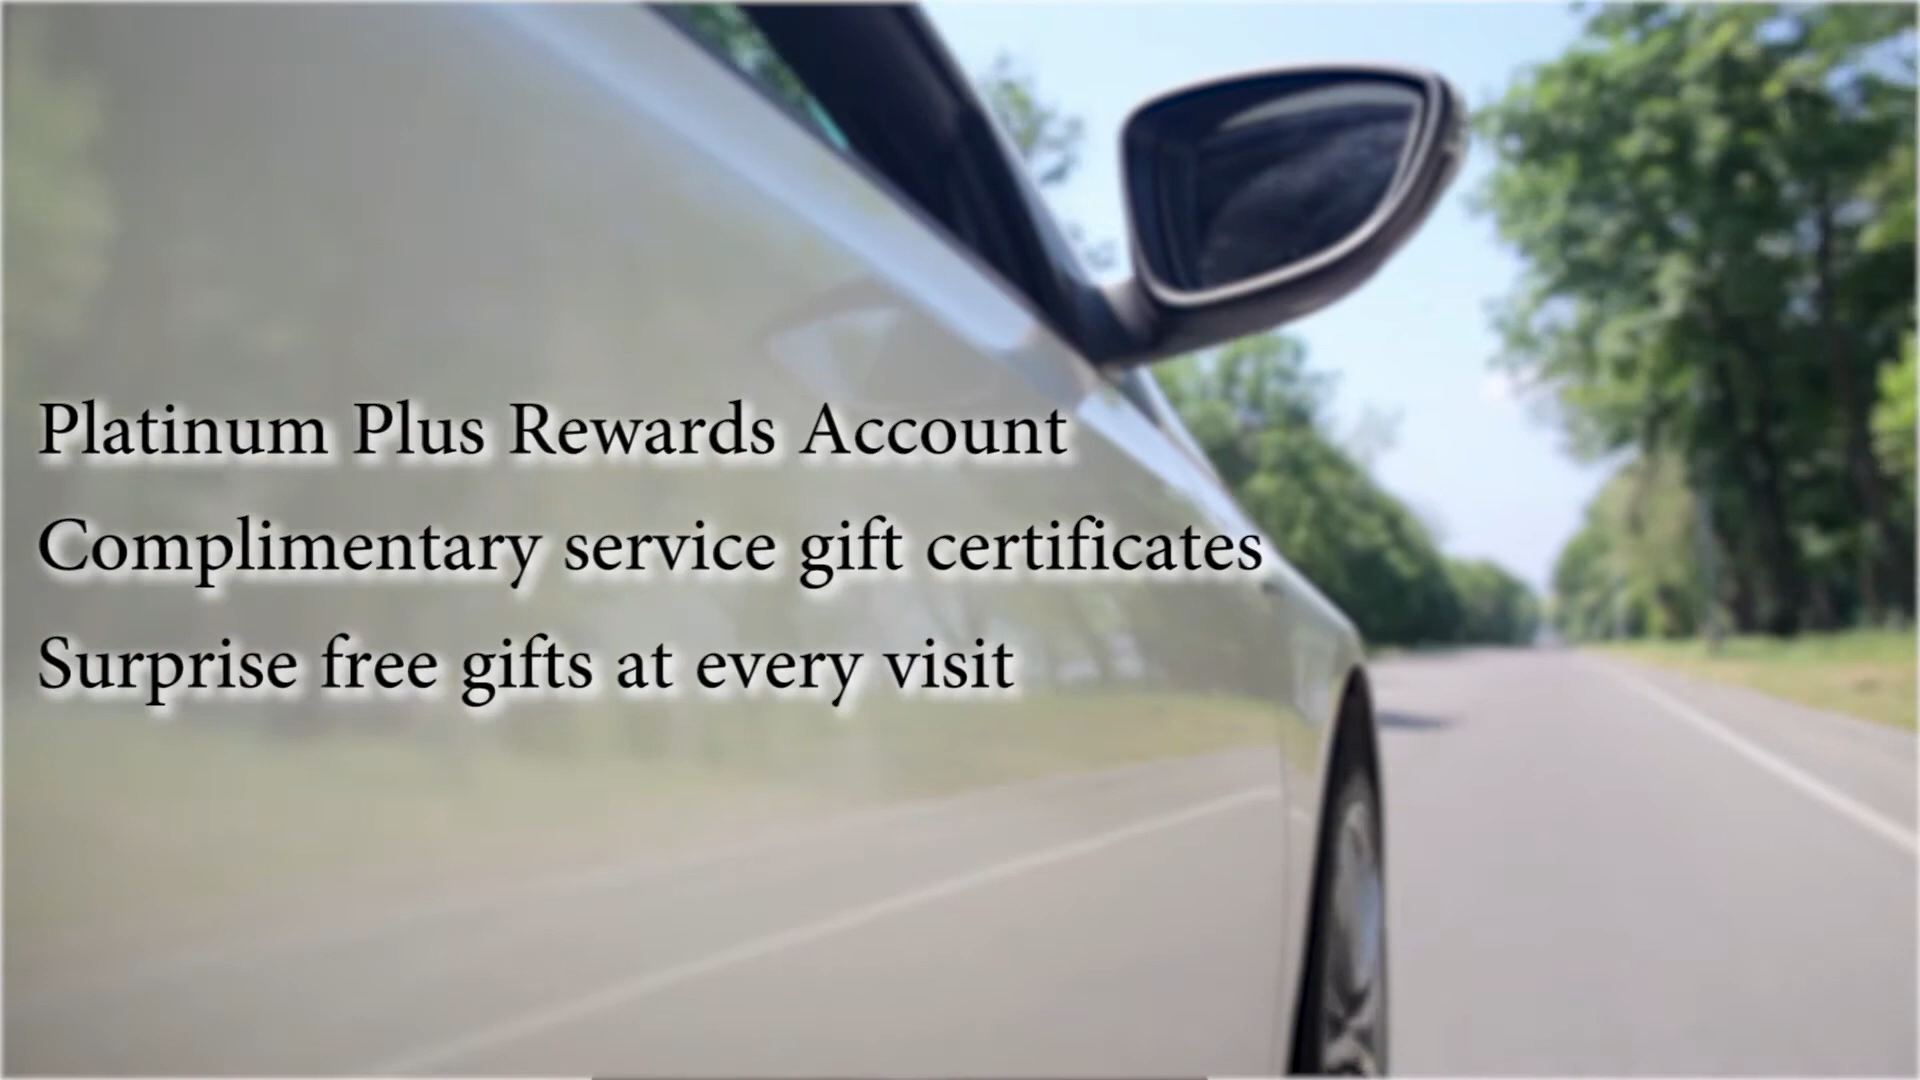 Platinum Plus Rewards Account
Complimentary service gift certificates
Surprise free gifts at every visit